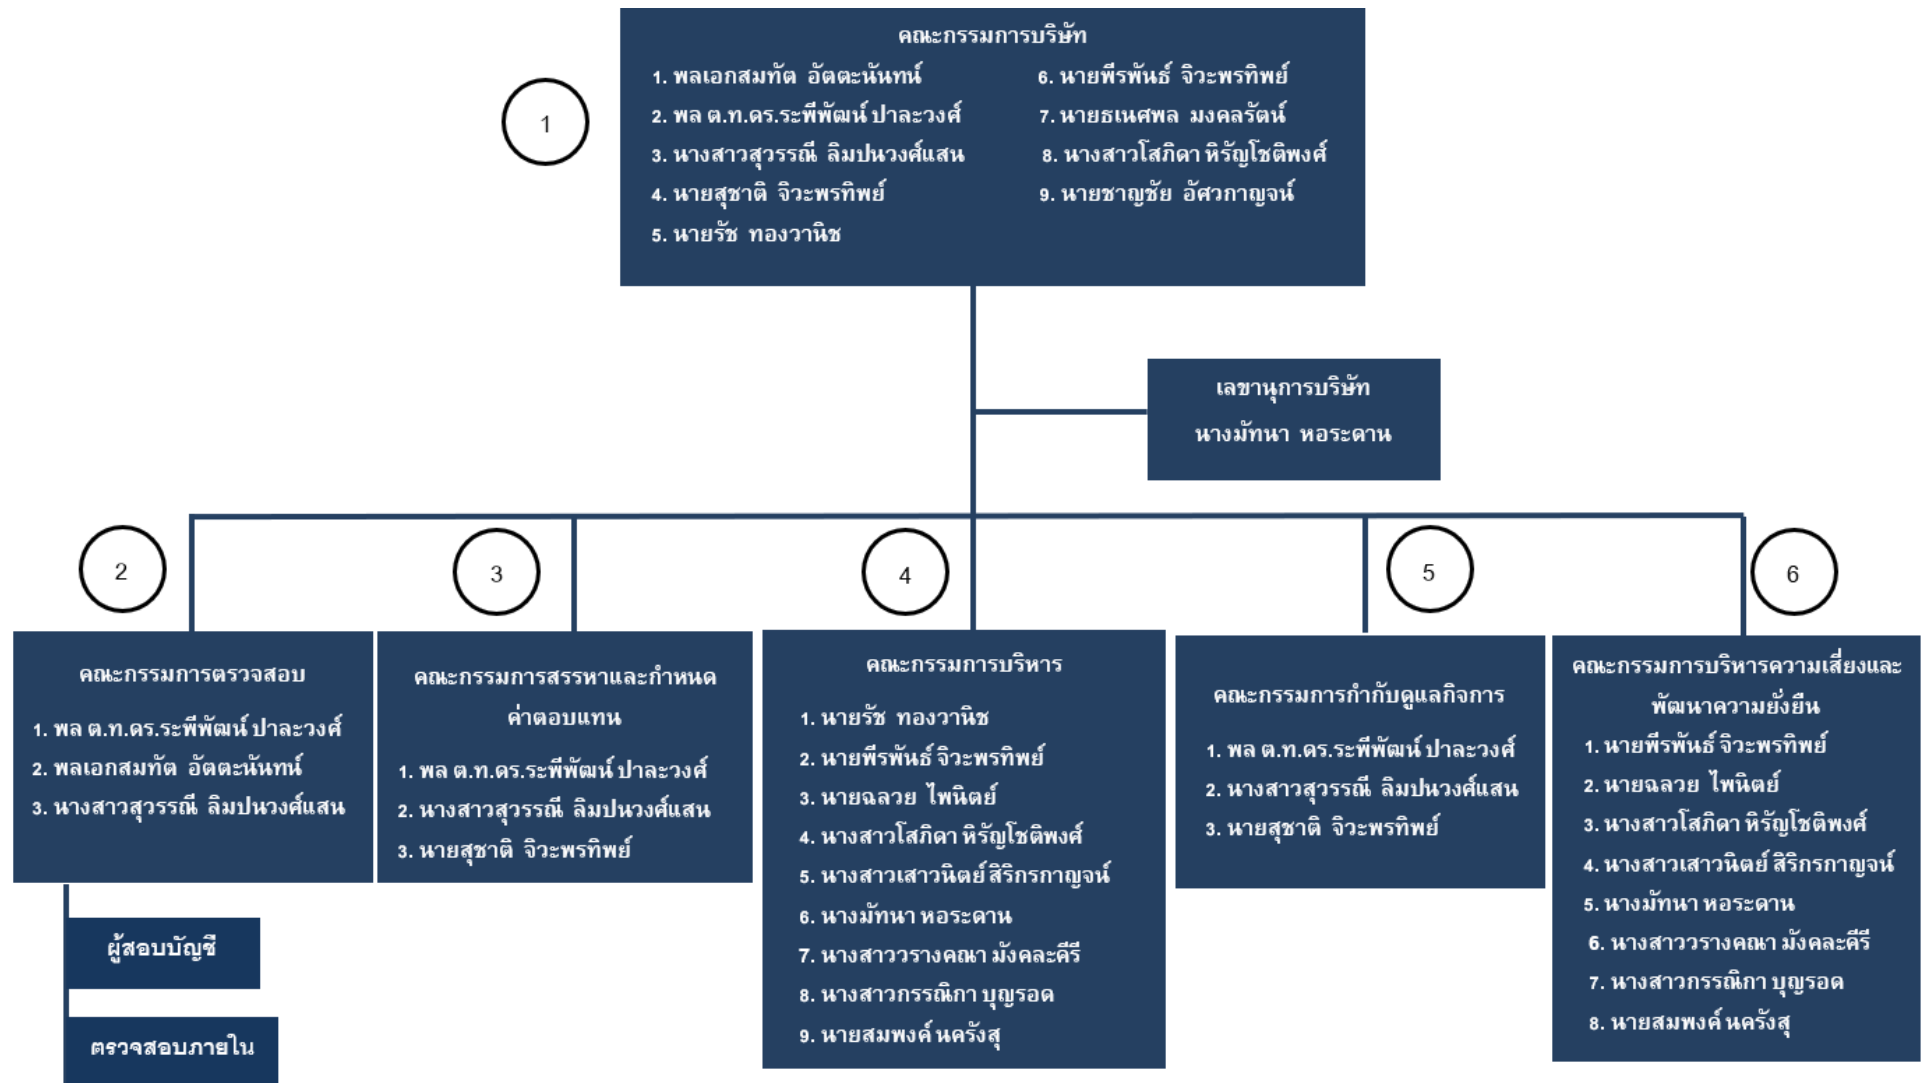 คณะกรรมการบริษัท
1. พลเอกสมทัต อัตตะนันทน์
2. พล ต.ท.ดร.ระพีพัฒน์ ปาละวงศ์
3. นางสาวสุวรรณี ลิมปนวงศ์แสน
4. นายสุชาติ จิวะพรทิพย์
5. นายรัช ทองวานิช
6. นายพีรพันธ์ จิวะพรทิพย์
7. นายธเนศพล มงคลรัตน์
8. นางสาวโสภิดา หิรัญโชติพงศ์
9. นายชาญชัย อัศวกาญจน์
1
เลขานุการบริษัท
นางมัทนา หอระดาน
2
3
4
5
6
คณะกรรมการตรวจสอบ
1. พล ต.ท.ดร.ระพีพัฒน์ ปาละวงศ์
2. พลเอกสมทัต อัตตะนันทน์
3. นางสาวสุวรรณี ลิมปนวงศ์แสน
ผู้สอบบัญชี
ตรวจสอบภายใน
คณะกรรมการสรรหาและกำหนด
ค่าตอบแทน
1. พล ต.ท.ดร.ระพีพัฒน์ ปาละวงศ์
2. นางสาวสุวรรณี ลิมปนวงศ์แสน
3. นายสุชาติ จิวะพรทิพย์
คณะกรรมการบริหาร
1. นายรัช ทองวานิช
2. นายพีรพันธ์ จิวะพรทิพย์
3. นายฉลวย ไพนิตย์
4. นางสาวโสภิดา หิรัญโชติพงศ์
5. นางสาวเสาวนิตย์ สิริกรกาญจน์
6. นางมัทนา หอระดาน
7. นางสาววรางคณา มังคละคีรี
8. นางสาวกรรณิกา บุญรอด
9. นายสมพงค์ นครังสุ
คณะกรรมการกำกับดูแลกิจการ
1. พล ต.ท.ดร.ระพีพัฒน์ ปาละวงศ์
2. นางสาวสุวรรณี ลิมปนวงศ์แสน
3. นายสุชาติ จิวะพรทิพย์
คณะกรรมการบริหารความเสี่ยงและ
พัฒนาความยั่งยืน
1. นายพีรพันธ์ จิวะพรทิพย์
2. นายฉลวย ไพนิตย์
3. นางสาวโสภิดา หิรัญโชติพงศ์
4. นางสาวเสาวนิตย์ สิริกรกาญจน์
5. นางมัทนา หอระดาน
6. นางสาววรางคณา มังคละคีรี
7. นางสาวกรรณิกา บุญรอด
8. นายสมพงค์ นครังสุ